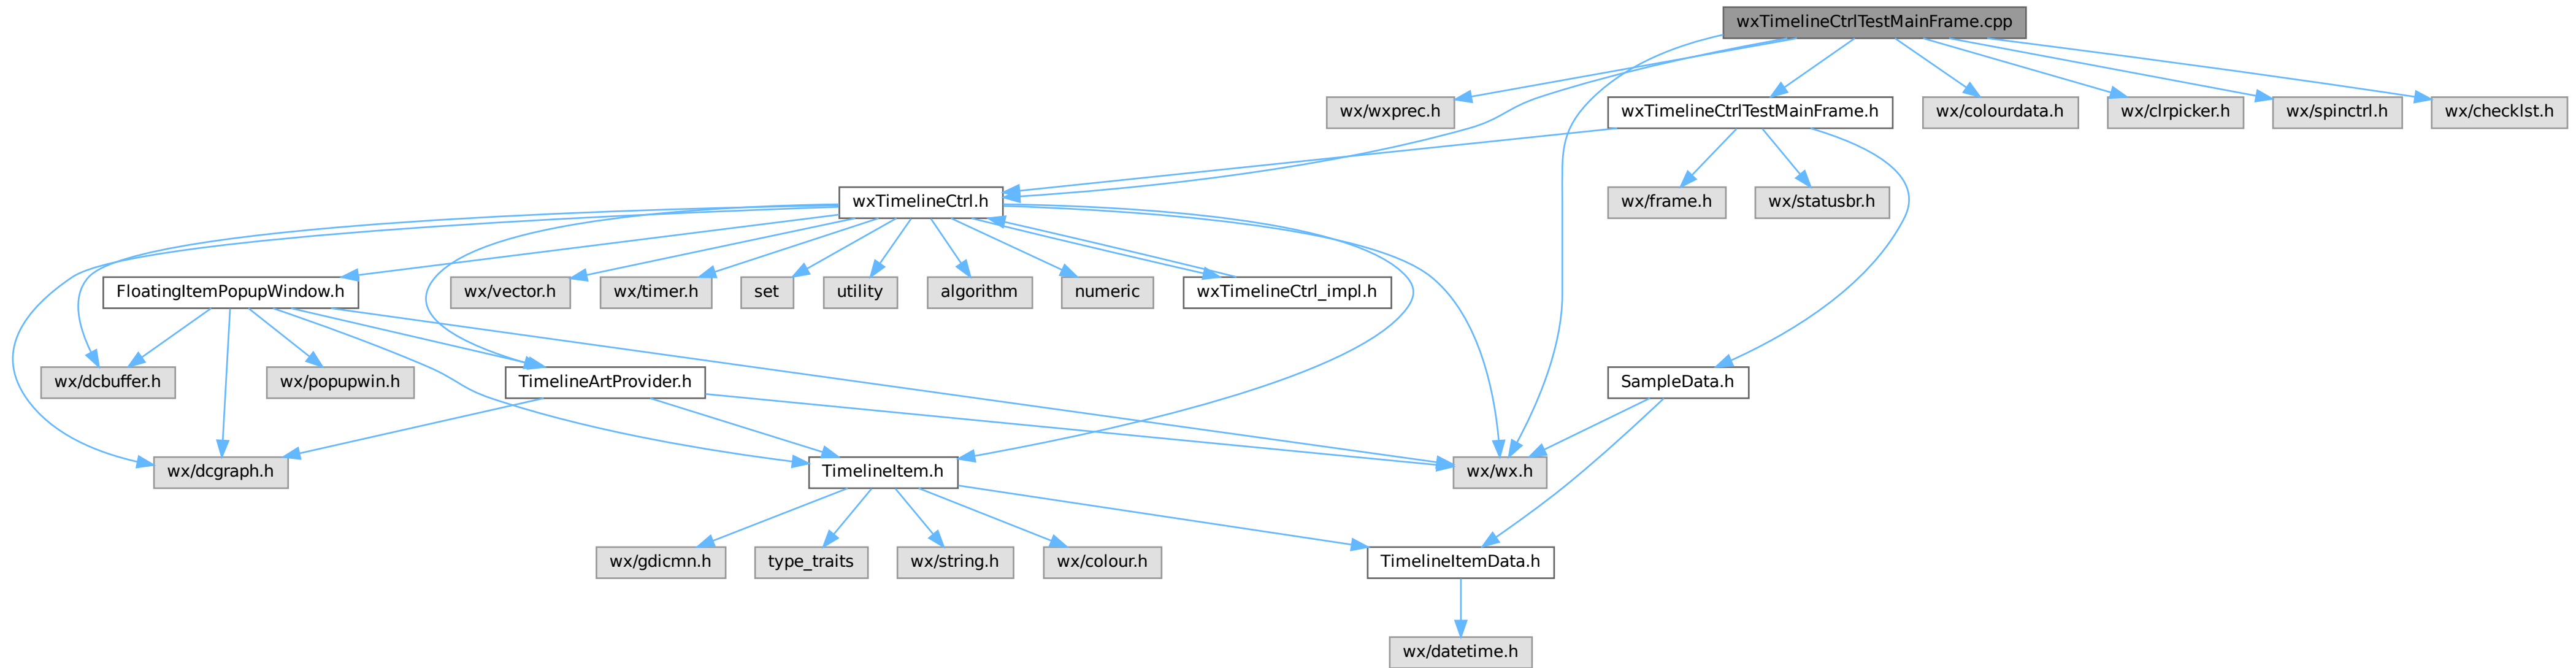 wxTimelineCtrlTestMainFrame.cpp
wx/wxprec.h
wxTimelineCtrlTestMainFrame.h
wx/colourdata.h
wx/clrpicker.h
wx/spinctrl.h
wx/checklst.h
wxTimelineCtrl.h
wx/frame.h
wx/statusbr.h
FloatingItemPopupWindow.h
wx/vector.h
wx/timer.h
set
utility
algorithm
numeric
wxTimelineCtrl_impl.h
wx/dcbuffer.h
wx/popupwin.h
TimelineArtProvider.h
SampleData.h
wx/dcgraph.h
TimelineItem.h
wx/wx.h
wx/gdicmn.h
type_traits
wx/string.h
wx/colour.h
TimelineItemData.h
wx/datetime.h